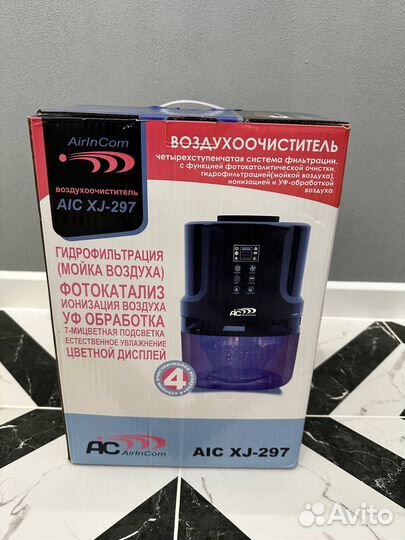 AirInCom
воздухоочиститель
AIC XJ-297
ВОЗДУХООЧИСТИТЕЛЬ
четырехступенчатая система фильтрации.
с функцией фотокаталитической очистки,
гидрофильтрацией(мойкой воздуха),
ионизацией и УФ-обработкой
воздуха
ГИДРОФИЛЬТРАЦИЯ
(МОЙКА ВОЗДУХА)
ФОТОКАТАЛИЗ
ИОНИЗАЦИЯ ВОЗДУХА
УФ ОБРАБОТКА
7-МИЦВЕТНАЯ ПОДСВЕТКА
ЕСТЕСТВЕННОЕ УВЛАЖНЕНИЕ
ЦВЕТНОЙ ДИСПЛЕЙ
AIC
4
AIC
AirInCom
AIC XJ-297
Avito